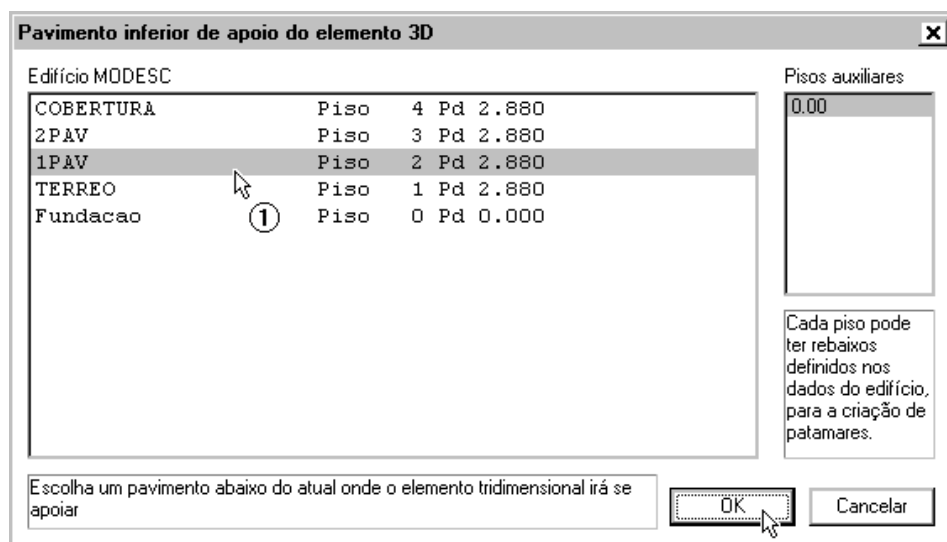 Pavimento inferior de apoio do elemento 3D
Edifício MODESC
COBERTURA Piso 4 Pd 2.880
2PAV Piso 3 Pd 2.880
1PAV Piso 2 Pd 2.880
TERREO Piso 1 Pd 2.880
Fundacao Piso 0 Pd 0.000
1
Pisos auxiliares
0.00
Cada piso pode
ter rebaixos
definidos nos
dados do edifício,
para a criação de
patamares.
Escolha um pavimento abaixo do atual onde o elemento tridimensional irá se
apoiar
OK
Cancelar